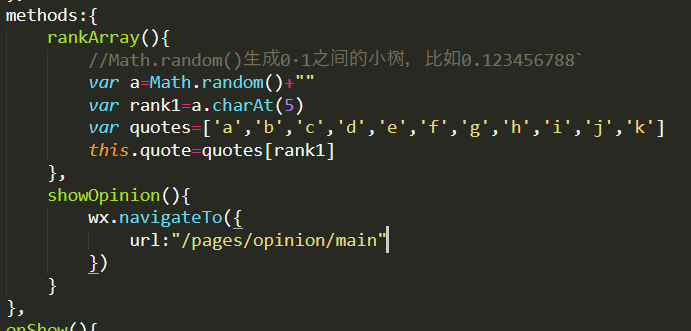 methods:{
rankArray(){
//Math.random()生成0·1之间的小树，比如0.123456788`
var a=Math.random()+""
var rank1=a.charAt(5)
var quotes=['a','b','c','d','e','f','g','h','i','j','k']
this.quote=quotes[rank1]
},
showOpinion(){
wx.navigateTo({
url:"/pages/opinion/main"
})
}
},
onShow(){